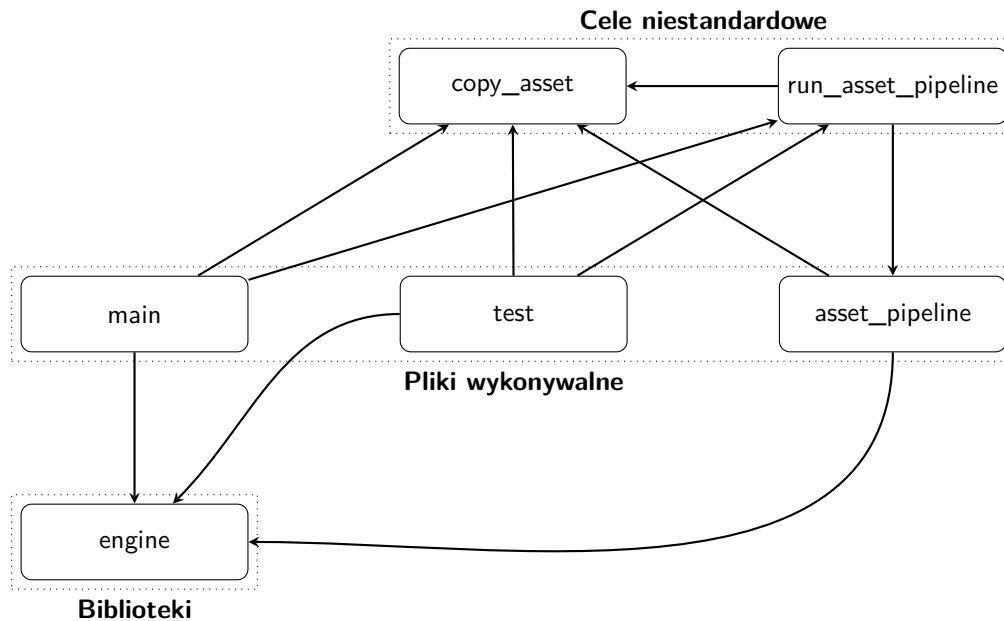 Cele niestandardowe
copy_asset
run_asset_pipeline
main
test
asset_pipeline
Pliki wykonywalne
engine
Biblioteki